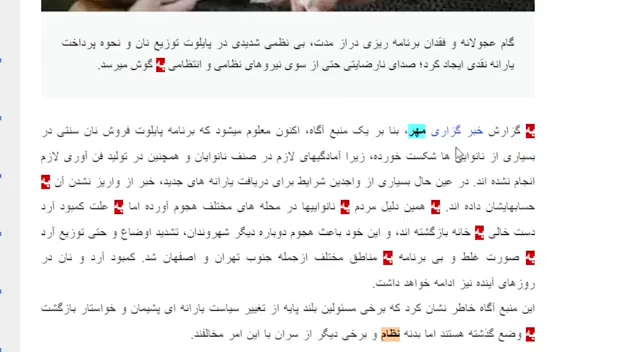 گام عجولانه و فقدان برنامه ریزی دراز مدت، بی نظمی شدیدی در پایلوت توزیع نان و نحوه پرداخت
یارانه نقدی ایجاد کرد؛ صدای نارضایتی حتی از سوی نیروهای نظامی و انتظامی به گوش میرسد.
به گزارش خبر گزاری مهر، بنا بر یک منبع آگاه، اکنون معلوم میشود که برنامه پایلوت فروش نان سنتی در
بسیاری از نانوایی ها شکست خورده، زیرا آمادگیهای لازم در صنف نانوایان و همچنین در تولید فن آوری لازم
انجام نشده اند. در عین حال بسیاری از واجدین شرایط برای دریافت یارانه های جدید، خبر از واریز نشدن آن به
حسابهایشان داده اند. به همین دلیل مردم به نانواییها در محله های مختلف هجوم آورده اما به علت کمبود آرد
دست خالی به خانه بازگشته اند، و این خود باعث هجوم دوباره دیگر شهروندان، تشدید اوضاع و حتی توزیع آرد
به صورت غلط و بی برنامه به مناطق مختلف ازجمله جنوب تهران و اصفهان شد. کمبود آرد و نان در
روزهای آینده نیز ادامه خواهد داشت.
این منبع آگاه خاطر نشان کرد که برخی مسئولین بلند پایه از تغییر سیاست یارانه ای پشیمان و خواستار بازگشت
به وضع گذشته هستند اما بدنه نظام و برخی دیگر از سران با این امر مخالفند.